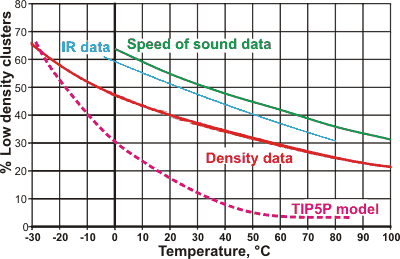 80
70
60
50
40
30
20
10
0
% Low density clusters
IR data
Speed of sound data
Density data
TIP5P model
-30 -20 -10 0 10 20 30 40 50 60 70 80 90 100
Temperature, °C